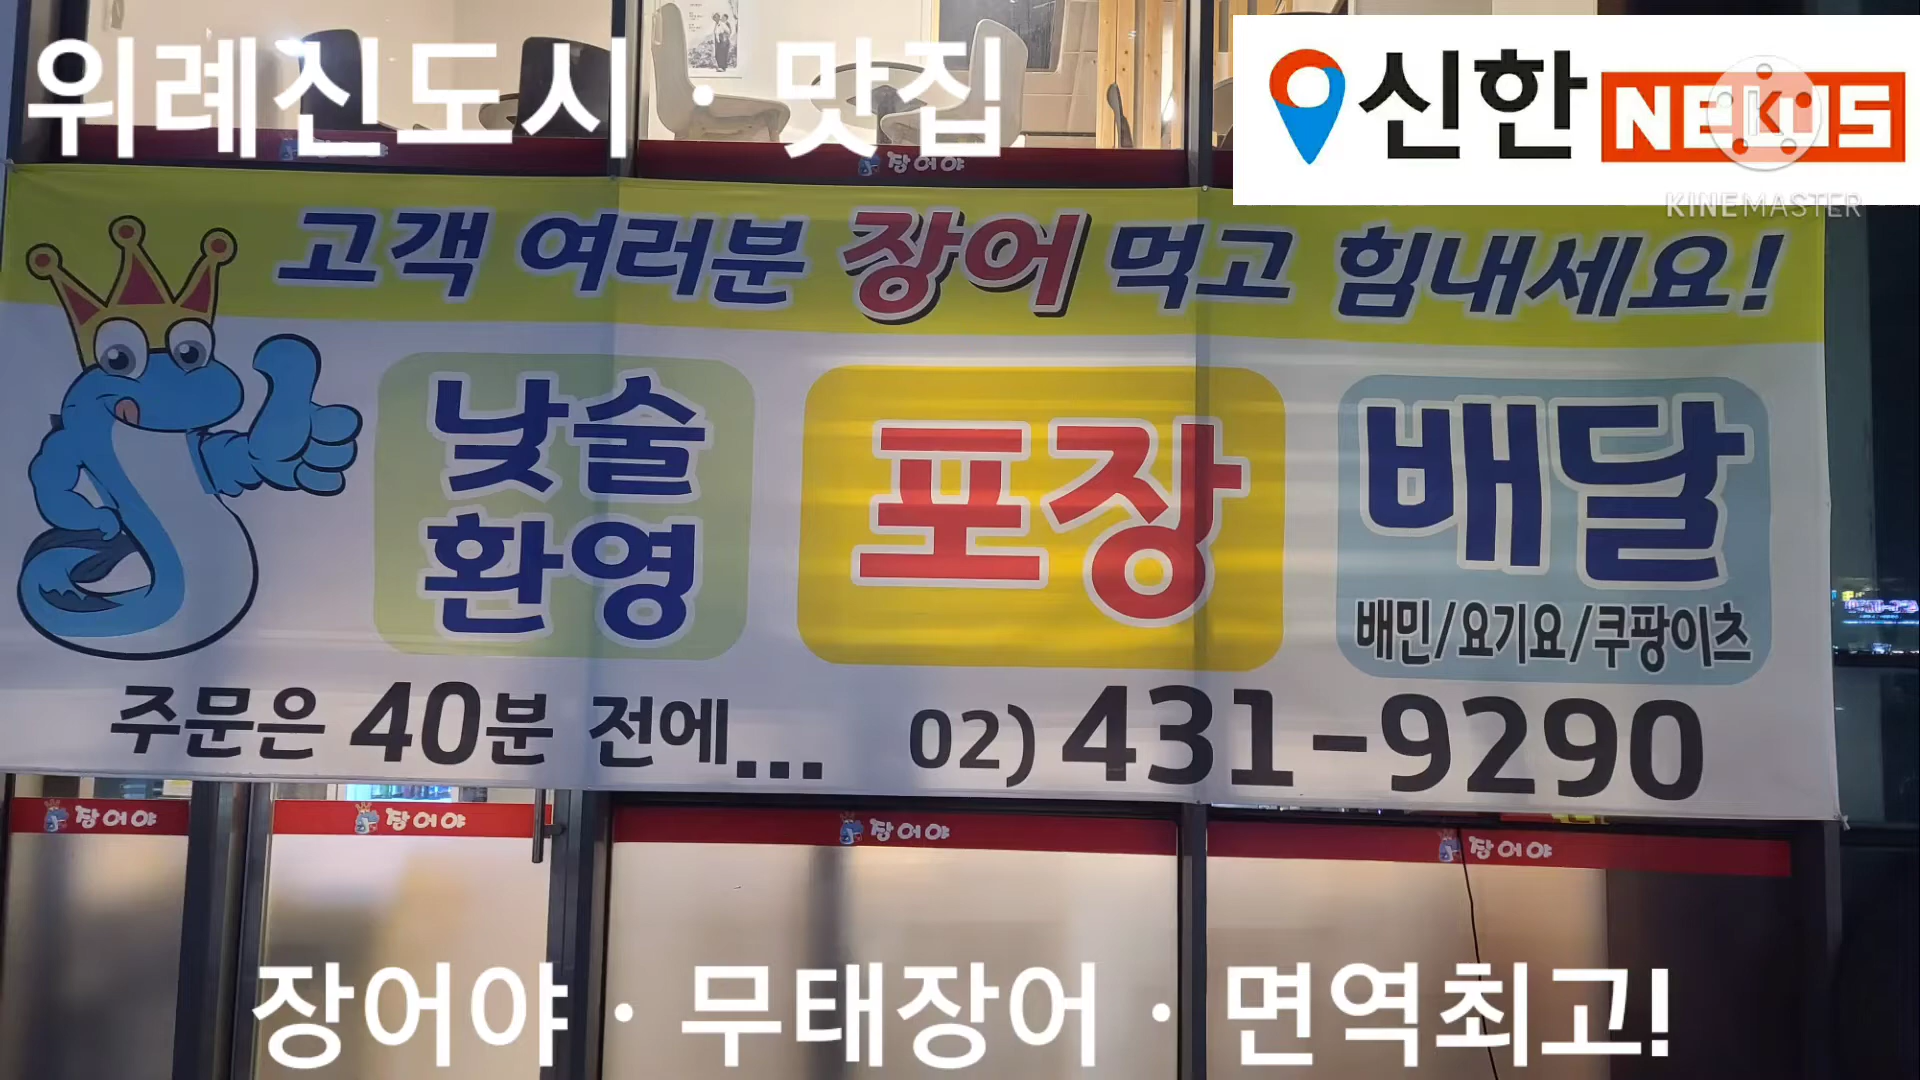 위례신도시 · 맛집
신한 NEXUS
KINEMASTER
장어야
고객 여러분 장어 먹고 힘내세요!
낮술
환영
포장
배달
배민/요기요/쿠팡이츠
주문은 40분 전에... 02) 431-9290
장어야 장어야 장어야 장어야
장어야 · 무태장어 · 면역최고!